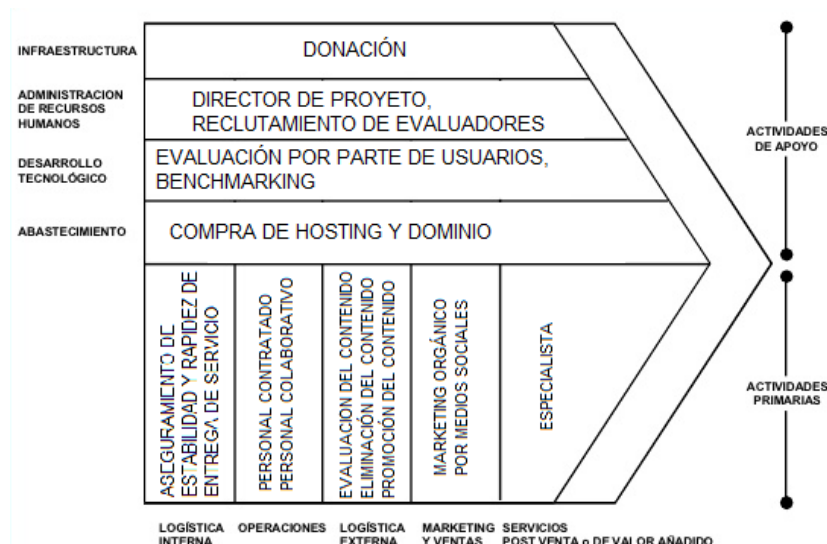 INFRAESTRUCTURA
DONACIÓN
ADMINISTRACION
DE RECURSOS
HUMANOS
DIRECTOR DE PROYETO,
RECLUTAMIENTO DE EVALUADORES
DESARROLLO
TECNOLÓGICO
EVALUACIÓN POR PARTE DE USUARIOS,
BENCHMARKING
ABASTECIMIENTO
COMPRA DE HOSTING Y DOMINIO
ACTIVIDADES
DE APOYO
ASEGURAMIENTO DE
ESTABILIDAD Y RAPIDEZ DE
ENTREGA DE SERVICIO
PERSONAL CONTRATADO
PERSONAL COLABORATIVO
EVALUACION DEL CONTENIDO
ELIMINACIÓN DEL CONTENIDO
PROMOCIÓN DEL CONTENIDO
MARKETING ORGÁNICO
POR MEDIOS SOCIALES
ESPECIALISTA
ACTIVIDADES
PRIMARIAS
LOGÍSTICA
INTERNA
OPERACIONES
LOGÍSTICA
EXTERNA
MARKETING
Y VENTAS
SERVICIOS
POST VENTA o DE VALOR AÑADIDO